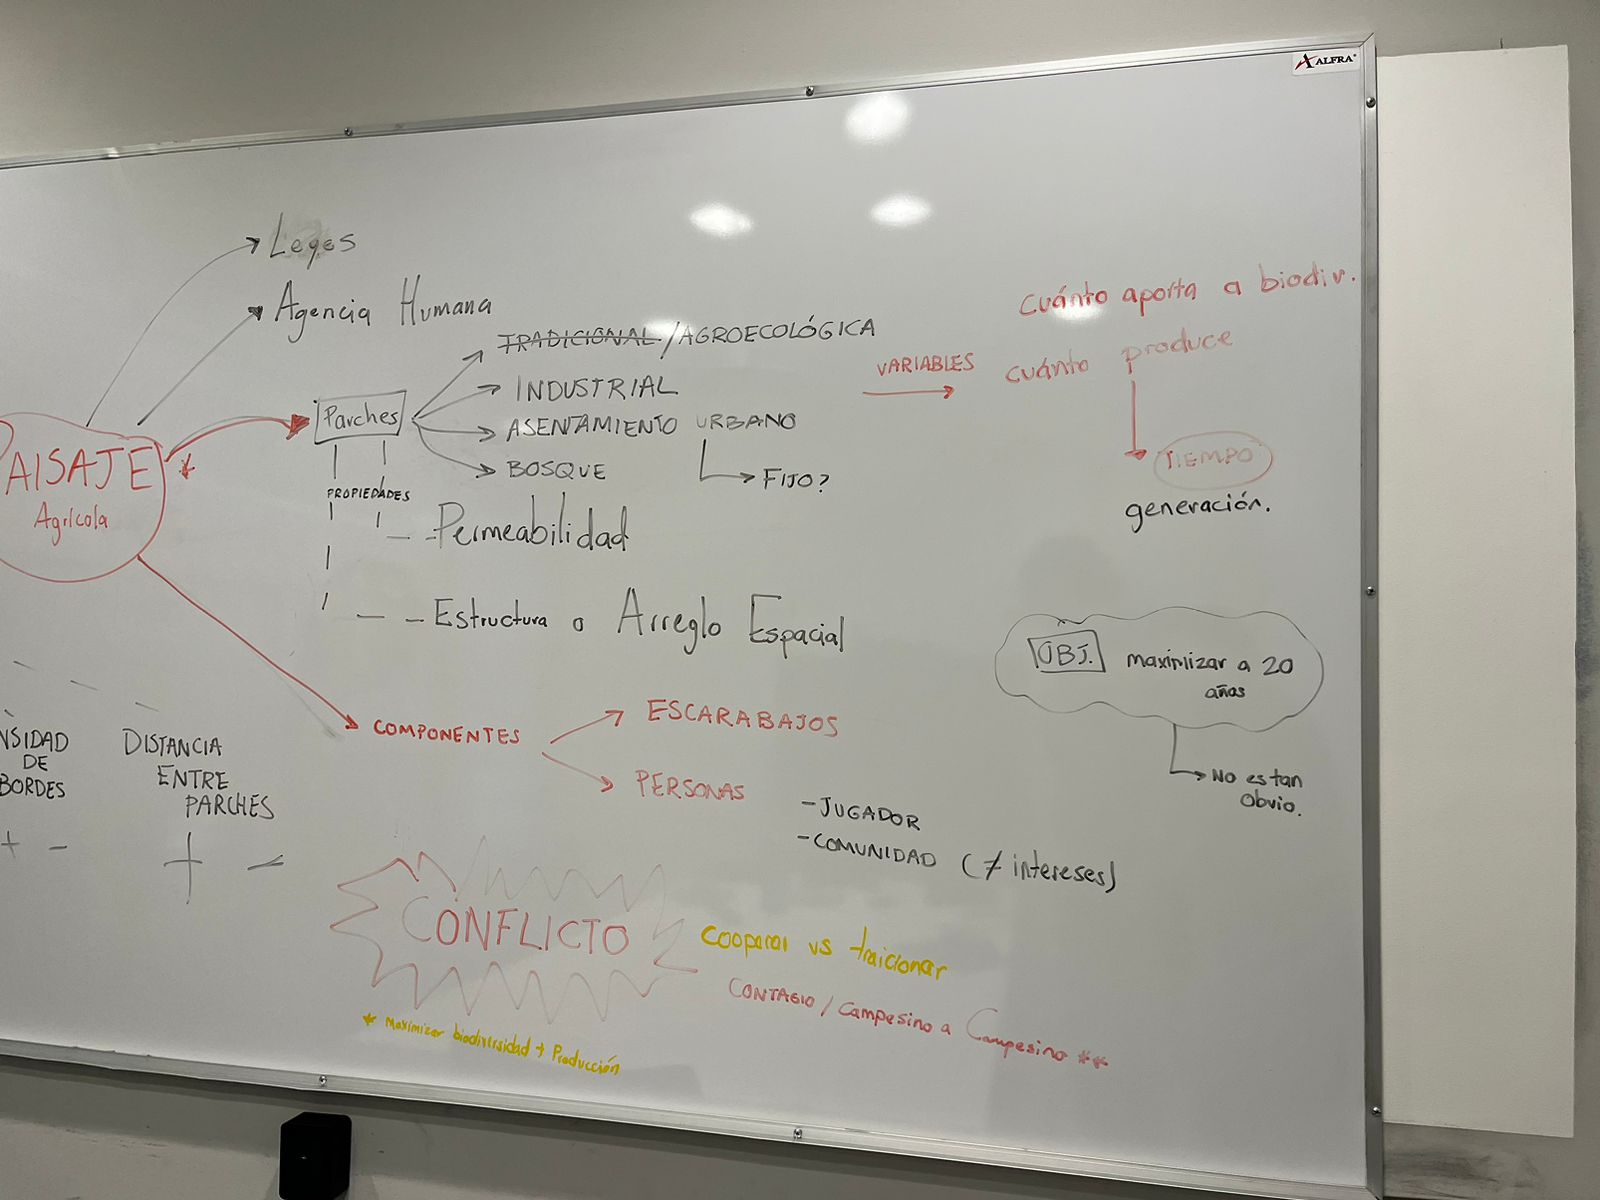 ALFRA
Leyes
Agencia Humana
TRADICIONAL/AGROECOLÓGICA
INDUSTRIAL
ASENTAMIENTO URBANO
FIJO?
BOSQUE
Parches
PROPIEDADES
Permeabilidad
Estructura o Arreglo Espacial
VARIABLES
cuánto aporta a biodiv.
cuánto produce
TIEMPO
generación.
AISAJE *
Agrícola
OBJ. maximizar a 20
años
No es tan
obvio.
COMPONENTES
ESCARABAJOS
PERSONAS
-JUGADOR
-COMUNIDAD (≠ intereses)
NSIDAD
DE
BORDES
+ -
DISTANCIA
ENTRE
PARCHES
+ -
CONFLICTO
Cooperar vs traicionar
CONTAGIO / Campesino a Campesino **
* Maximizar biodiversidad + Producción